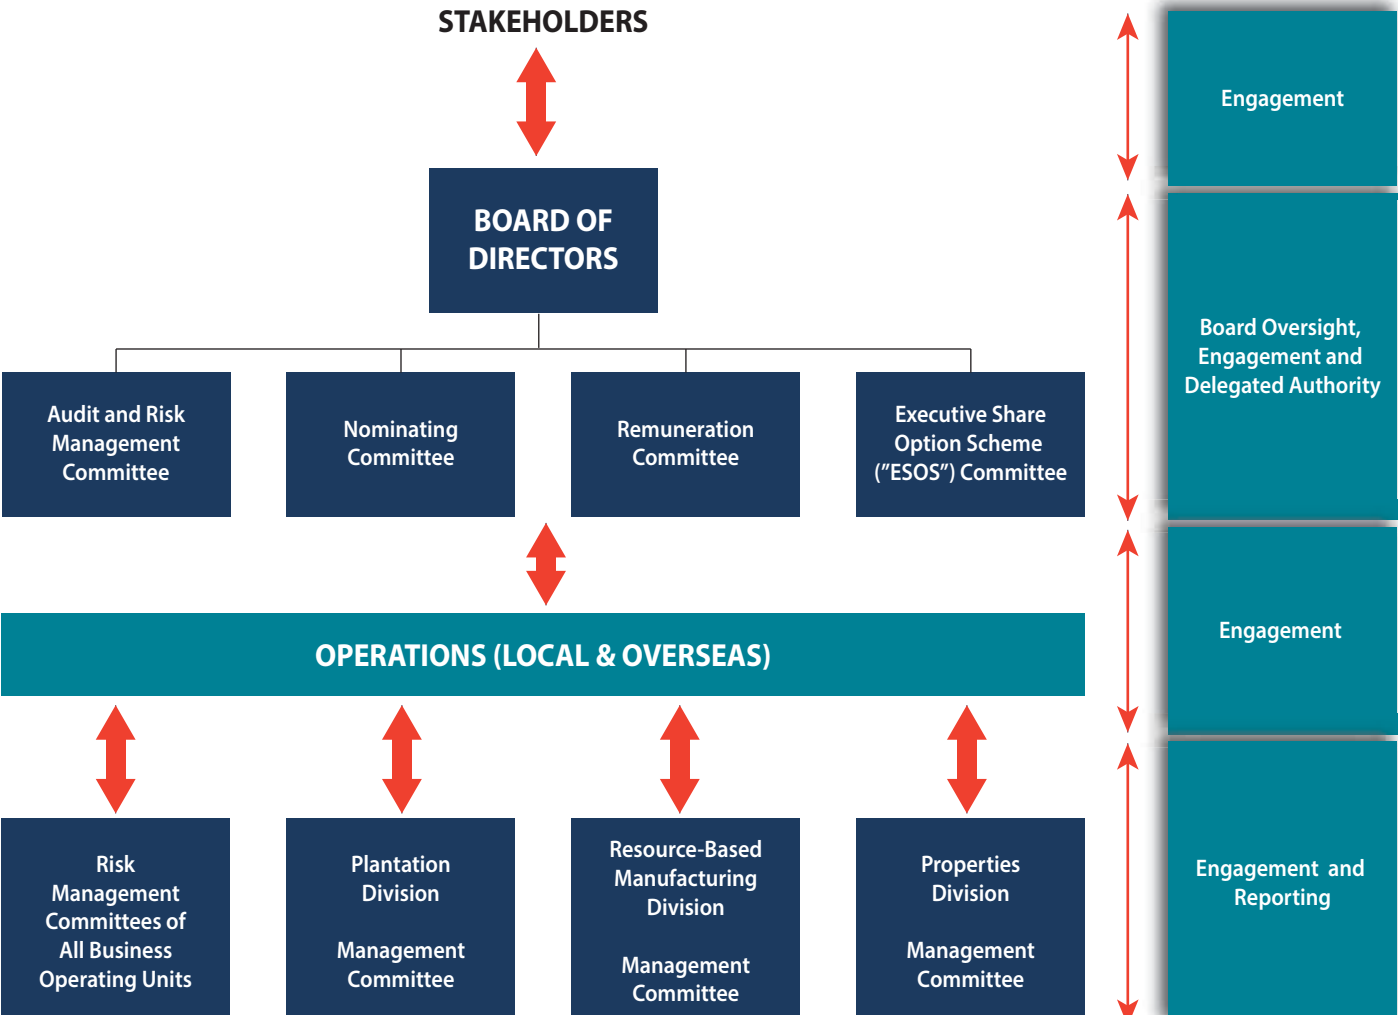 STAKEHOLDERS
Engagement
BOARD OF
DIRECTORS
Board Oversight,
Engagement and
Delegated Authority
Audit and Risk
Management
Committee
Nominating
Committee
Remuneration
Committee
Executive Share
Option Scheme
("ESOS") Committee
Engagement
OPERATIONS (LOCAL & OVERSEAS)
Risk
Management
Committees of
All Business
Operating Units
Plantation
Division
Management
Committee
Resource-Based
Manufacturing
Division
Management
Committee
Properties
Division
Management
Committee
Engagement and
Reporting